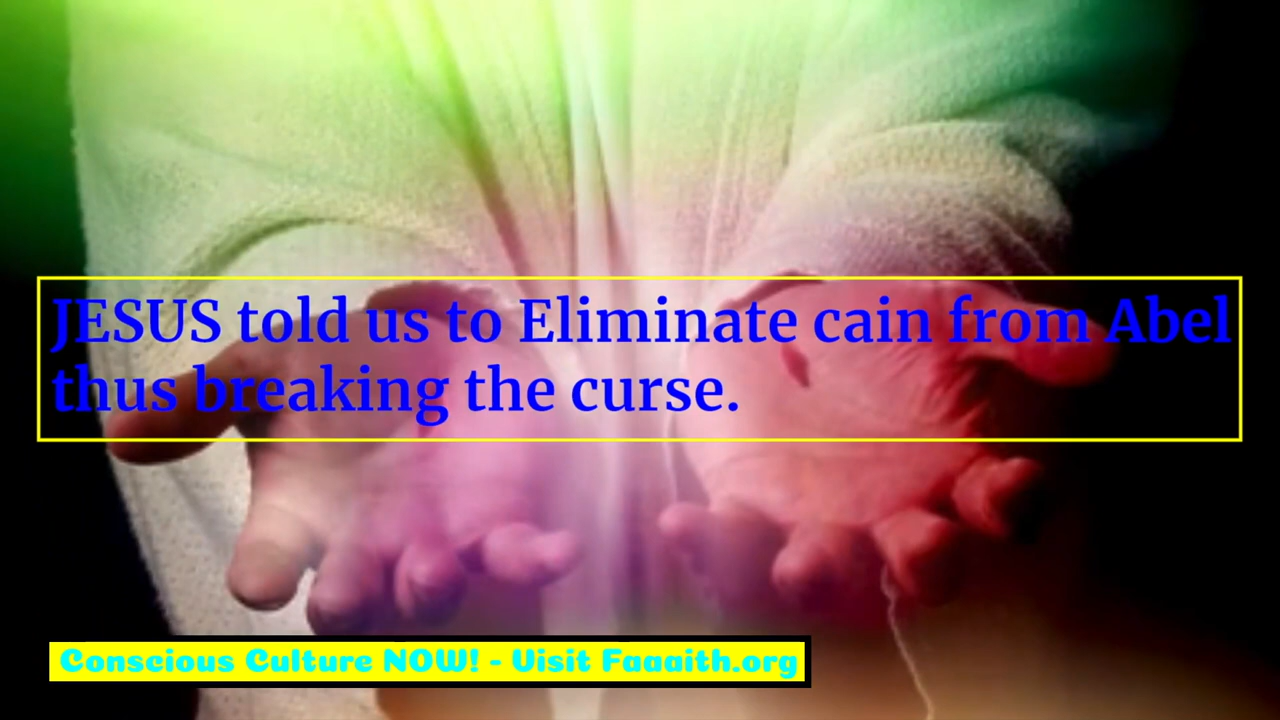 JESUS told us to Eliminate cain from Abel
thus breaking the curse.
Conscious Culture NOW! - Visit Faaaith.org